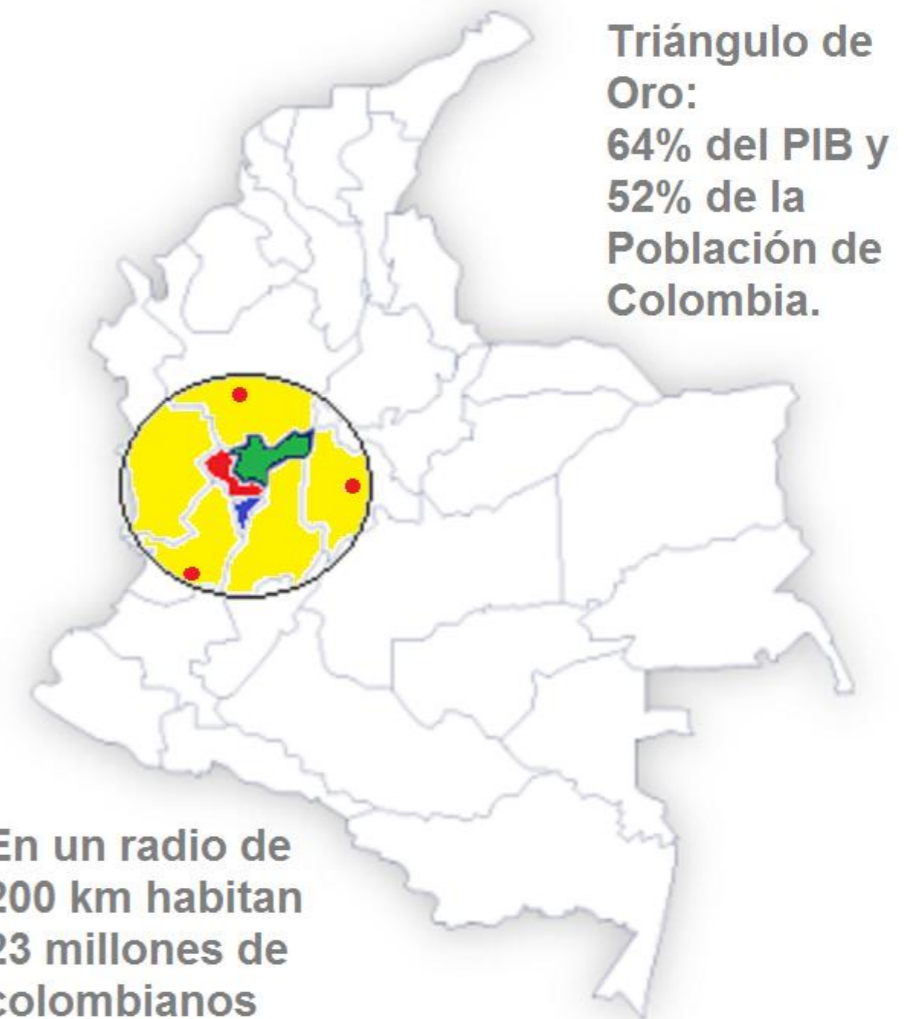 Triángulo de
Oro:
64% del PIB y
52% de la
Población de
Colombia.
En un radio de
200 km habitan
23 millones de
colombianos